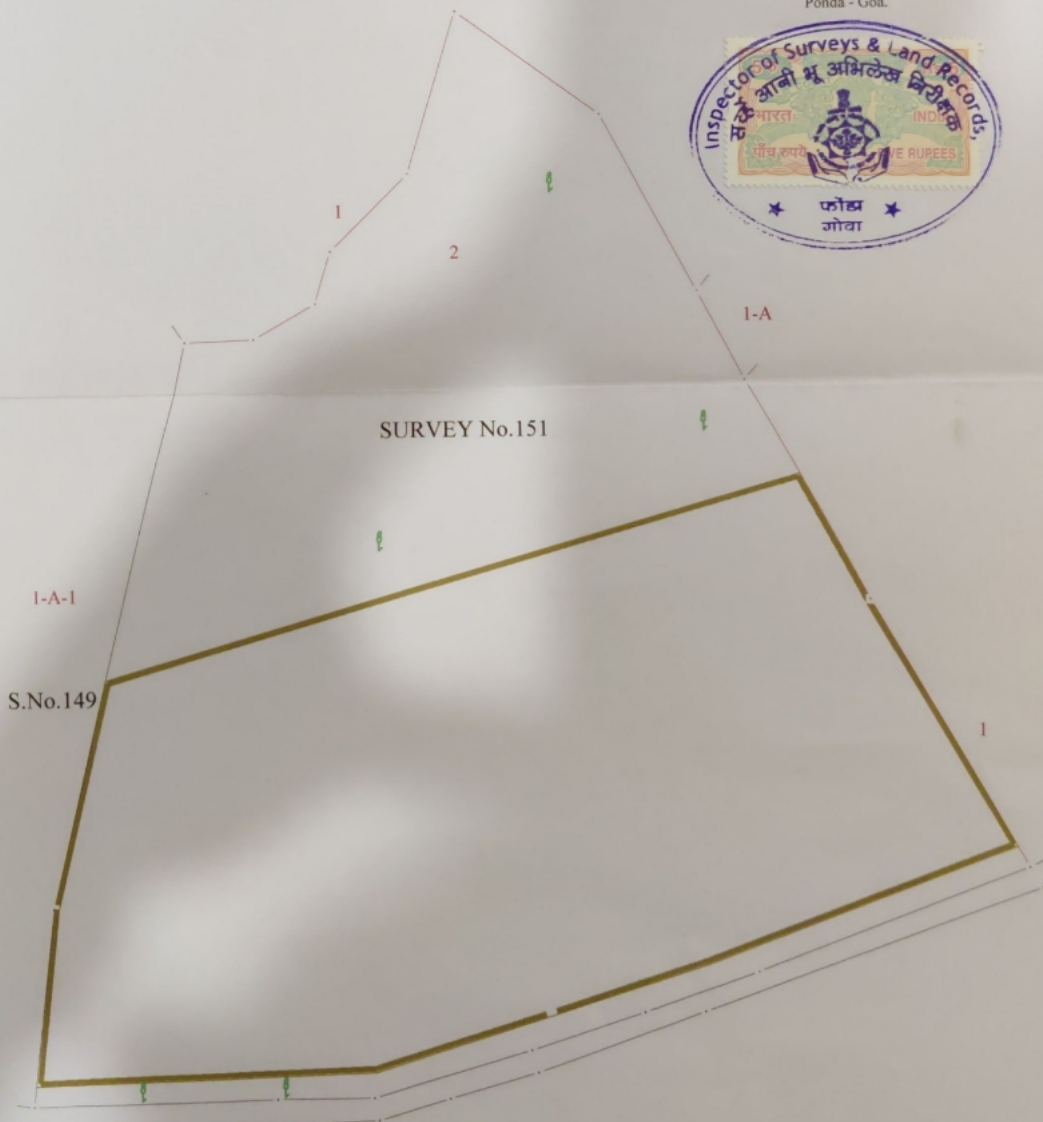 Ponda - Goa.
Inspector of Surveys & Land Records,
सर्व्हे आनी भू अभिलेख निरीक्षक
भारत INDIA
पाँच रुपये FIVE RUPEES
फोंडा
गोवा
1
2
1-A
SURVEY No.151
1-A-1
S.No.149
1